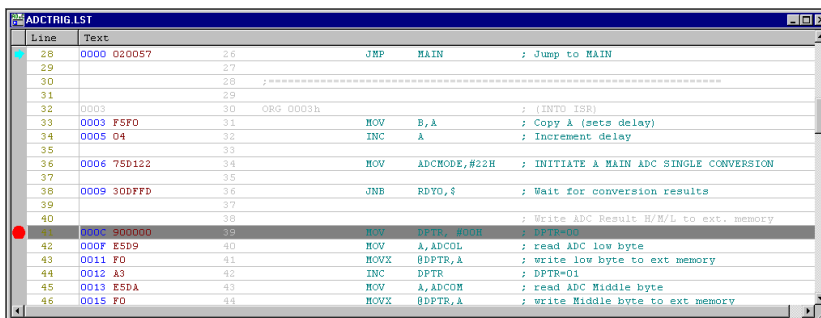 ADCTRIG.LST
Line Text
28 0000 020057 26 JMP MAIN ; Jump to MAIN
29 27
30 28 ;======================================================================
31 29
32 0003 30 ORG 0003h ; (INTO ISR)
33 0003 F5F0 31 MOV B,A ; Copy A (sets delay)
34 0005 04 32 INC A ; Increment delay
35 33
36 0006 75D122 34 MOV ADCMODE,#22H ; INITIATE A MAIN ADC SINGLE CONVERSION
37 35
38 0009 30DFFD 36 JNB RDY0,$ ; Wait for conversion results
39 37
40 38 ; Write ADC Result H/M/L to ext. memory
41 000C 900000 39 MOV DPTR, #00H ; DPTR=00
42 000F E5D9 40 MOV A,ADC0L ; read ADC low byte
43 0011 F0 41 MOVX @DPTR,A ; write low byte to ext memory
44 0012 A3 42 INC DPTR ; DPTR=01
45 0013 E5DA 43 MOV A,ADC0M ; read ADC Middle byte
46 0015 F0 44 MOVX @DPTR,A ; write Middle byte to ext memory